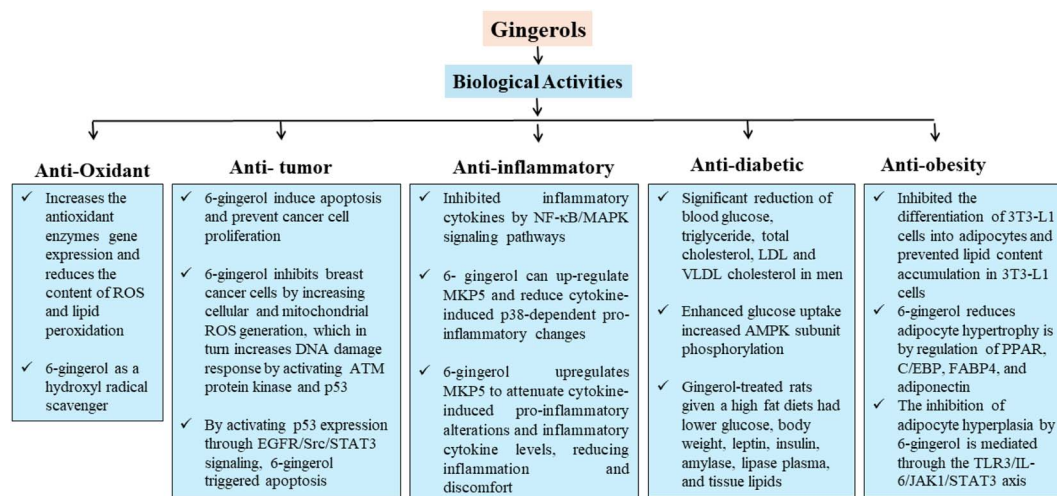 Gingerols
Biological Activities
Anti-Oxidant
✓ Increases the
antioxidant
enzymes gene
expression and
reduces the
content of ROS
and lipid
peroxidation
✓ 6-gingerol as a
hydroxyl radical
scavenger
Anti- tumor
✓ 6-gingerol induce apoptosis
and prevent cancer cell
proliferation
✓ 6-gingerol inhibits breast
cancer cells by increasing
cellular and mitochondrial
ROS generation, which in
turn increases DNA damage
response by activating ATM
protein kinase and p53
✓ By activating p53 expression
through EGFR/Src/STAT3
signaling, 6-gingerol
triggered apoptosis
Anti-inflammatory
✓ Inhibited inflammatory
cytokines by NF-κB/MAPK
signaling pathways
✓ 6- gingerol can up-regulate
MKP5 and reduce cytokine-
induced p38-dependent pro-
inflammatory changes
✓ 6-gingerol upregulates
MKP5 to attenuate cytokine-
induced pro-inflammatory
alterations and inflammatory
cytokine levels, reducing
inflammation and
discomfort
Anti-diabetic
✓ Significant reduction of
blood glucose,
triglyceride, total
cholesterol, LDL and
VLDL cholesterol in men
✓ Enhanced glucose uptake
increased AMPK subunit
phosphorylation
✓ Gingerol-treated rats
given a high fat diets had
lower glucose, body
weight, leptin, insulin,
amylase, lipase plasma,
and tissue lipids
Anti-obesity
✓ Inhibited the
differentiation of 3T3-L1
cells into adipocytes and
prevented lipid content
accumulation in 3T3-L1
cells
✓ 6-gingerol reduces
adipocyte hypertrophy is
by regulation of PPAR,
C/EBP, FABP4, and
adiponectin
✓ The inhibition of
adipocyte hyperplasia by
6-gingerol is mediated
through the TLR3/IL-
6/JAK1/STAT3 axis